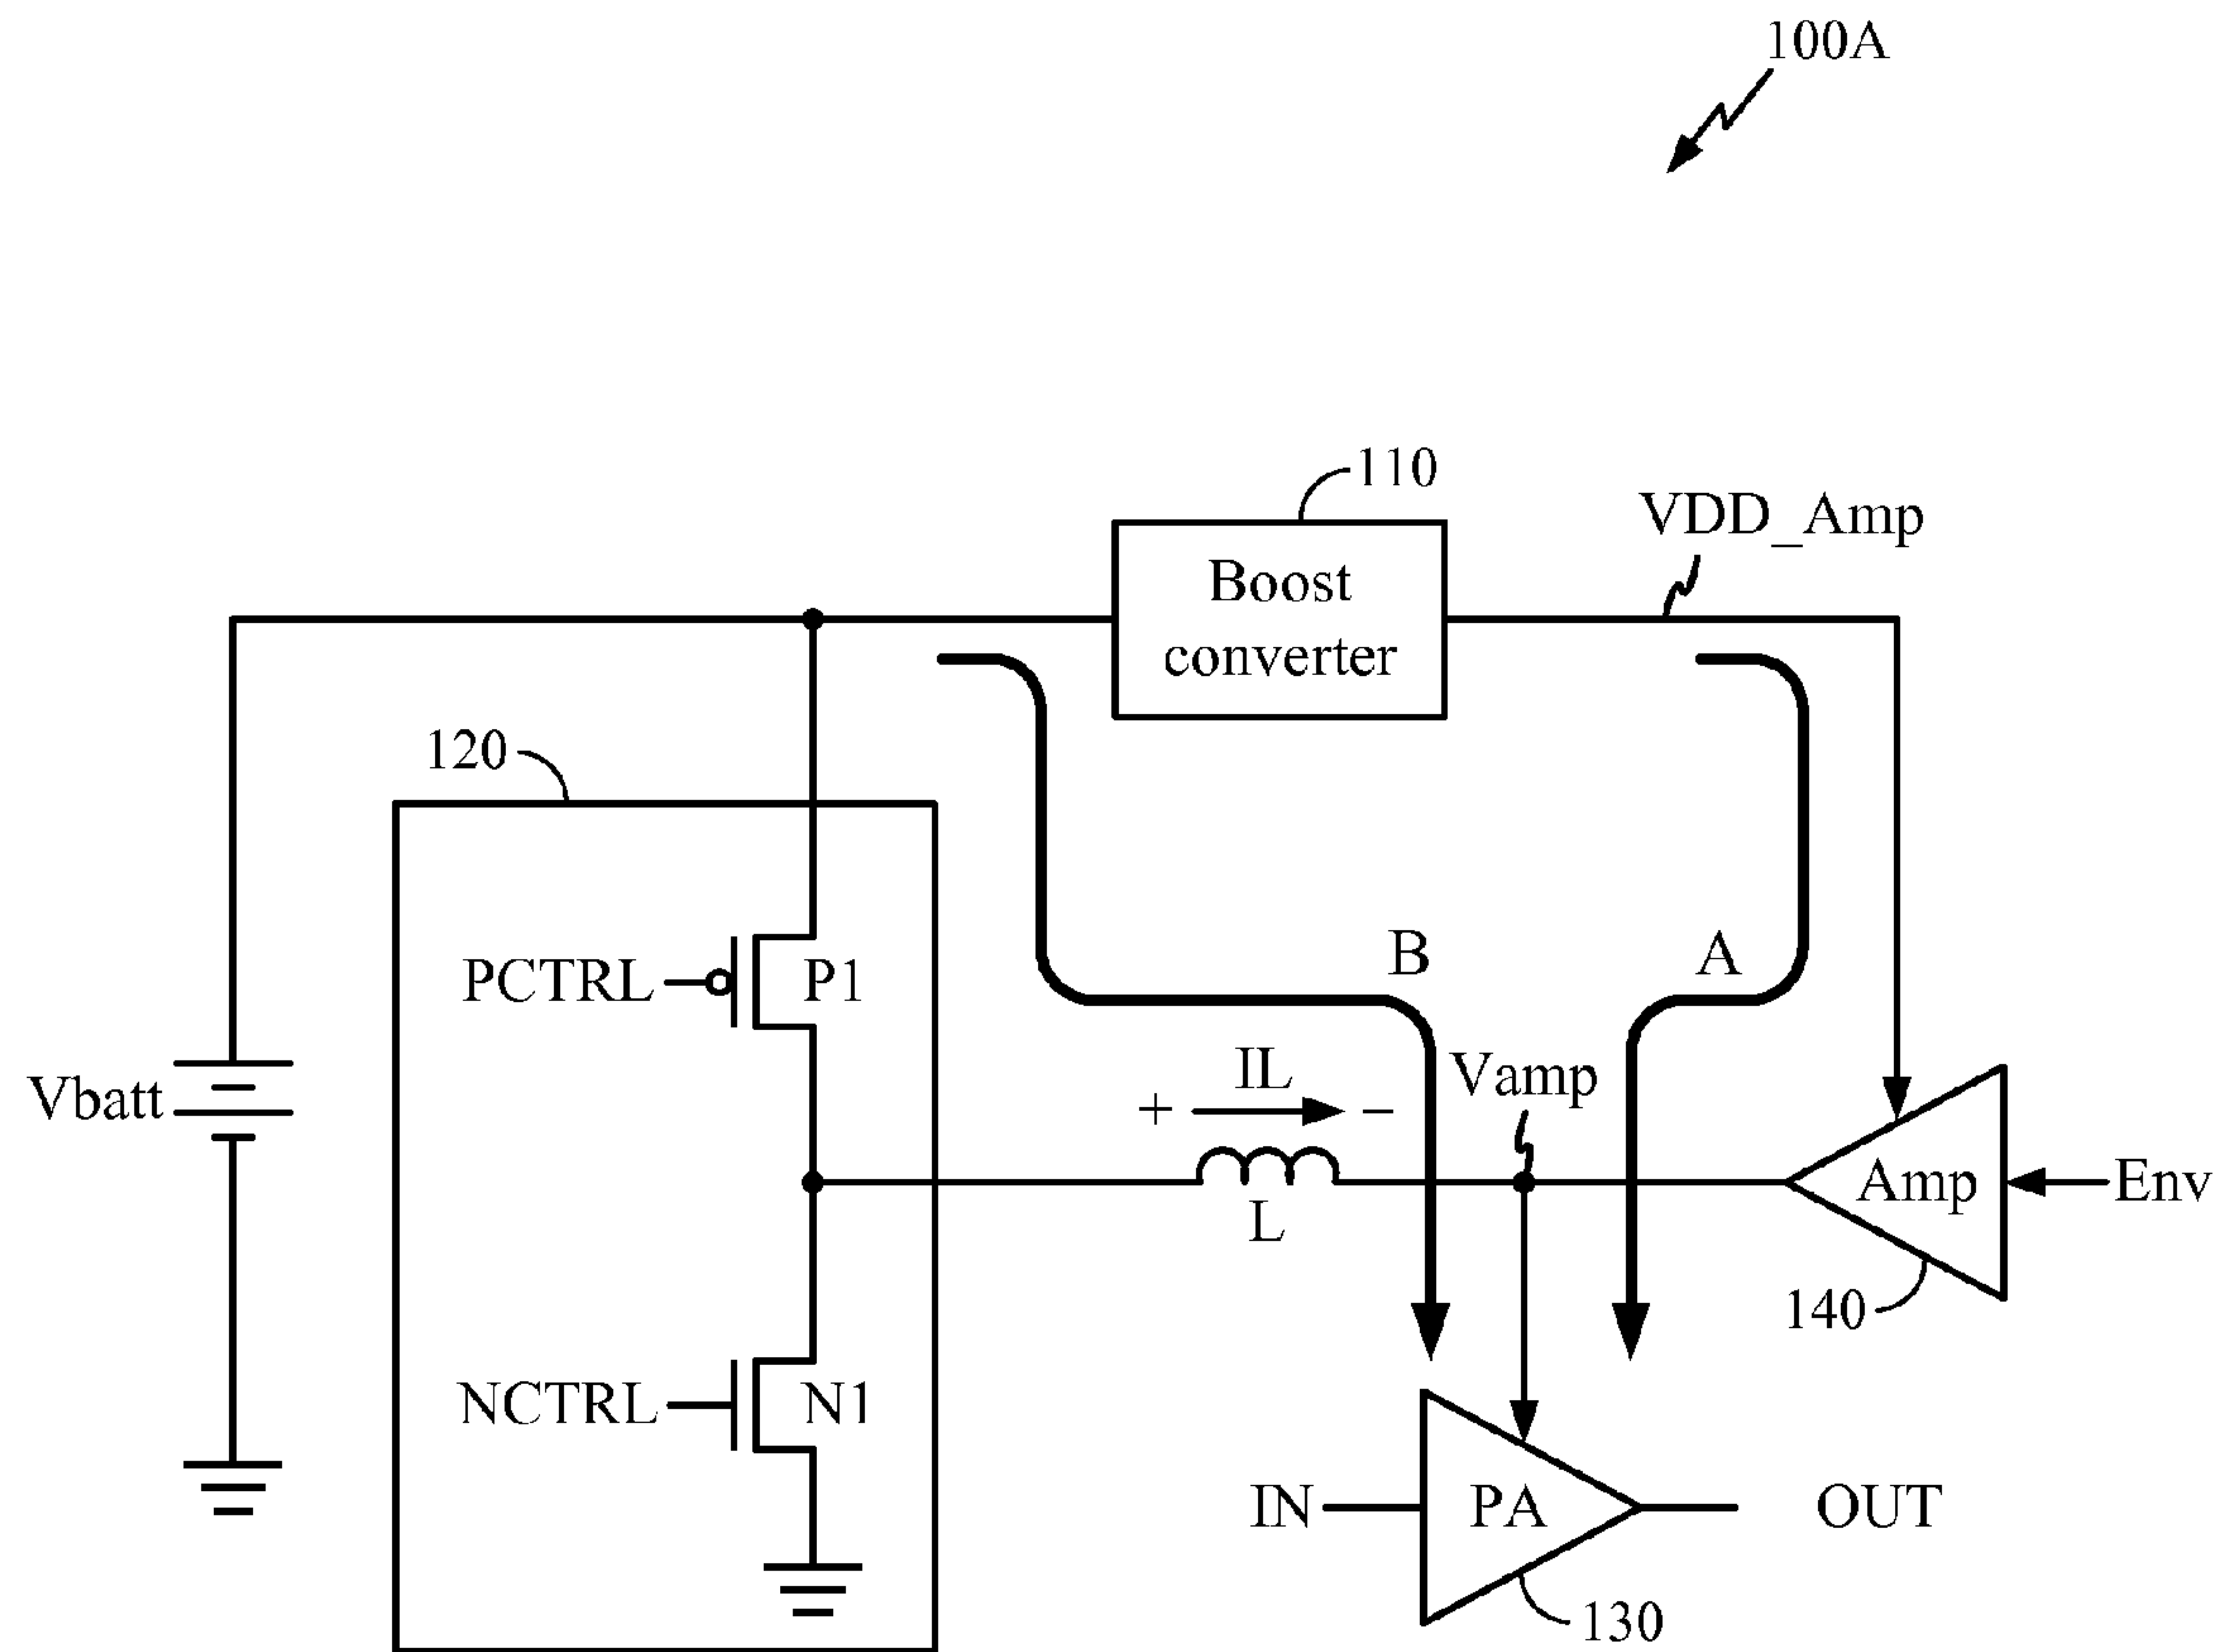 100A
110
VDD_Amp
Boost
converter
120
B
A
PCTRL
P1
IL
Vamp
Vbatt
+
−
Amp
Env
L
140
NCTRL
N1
IN
PA
OUT
130